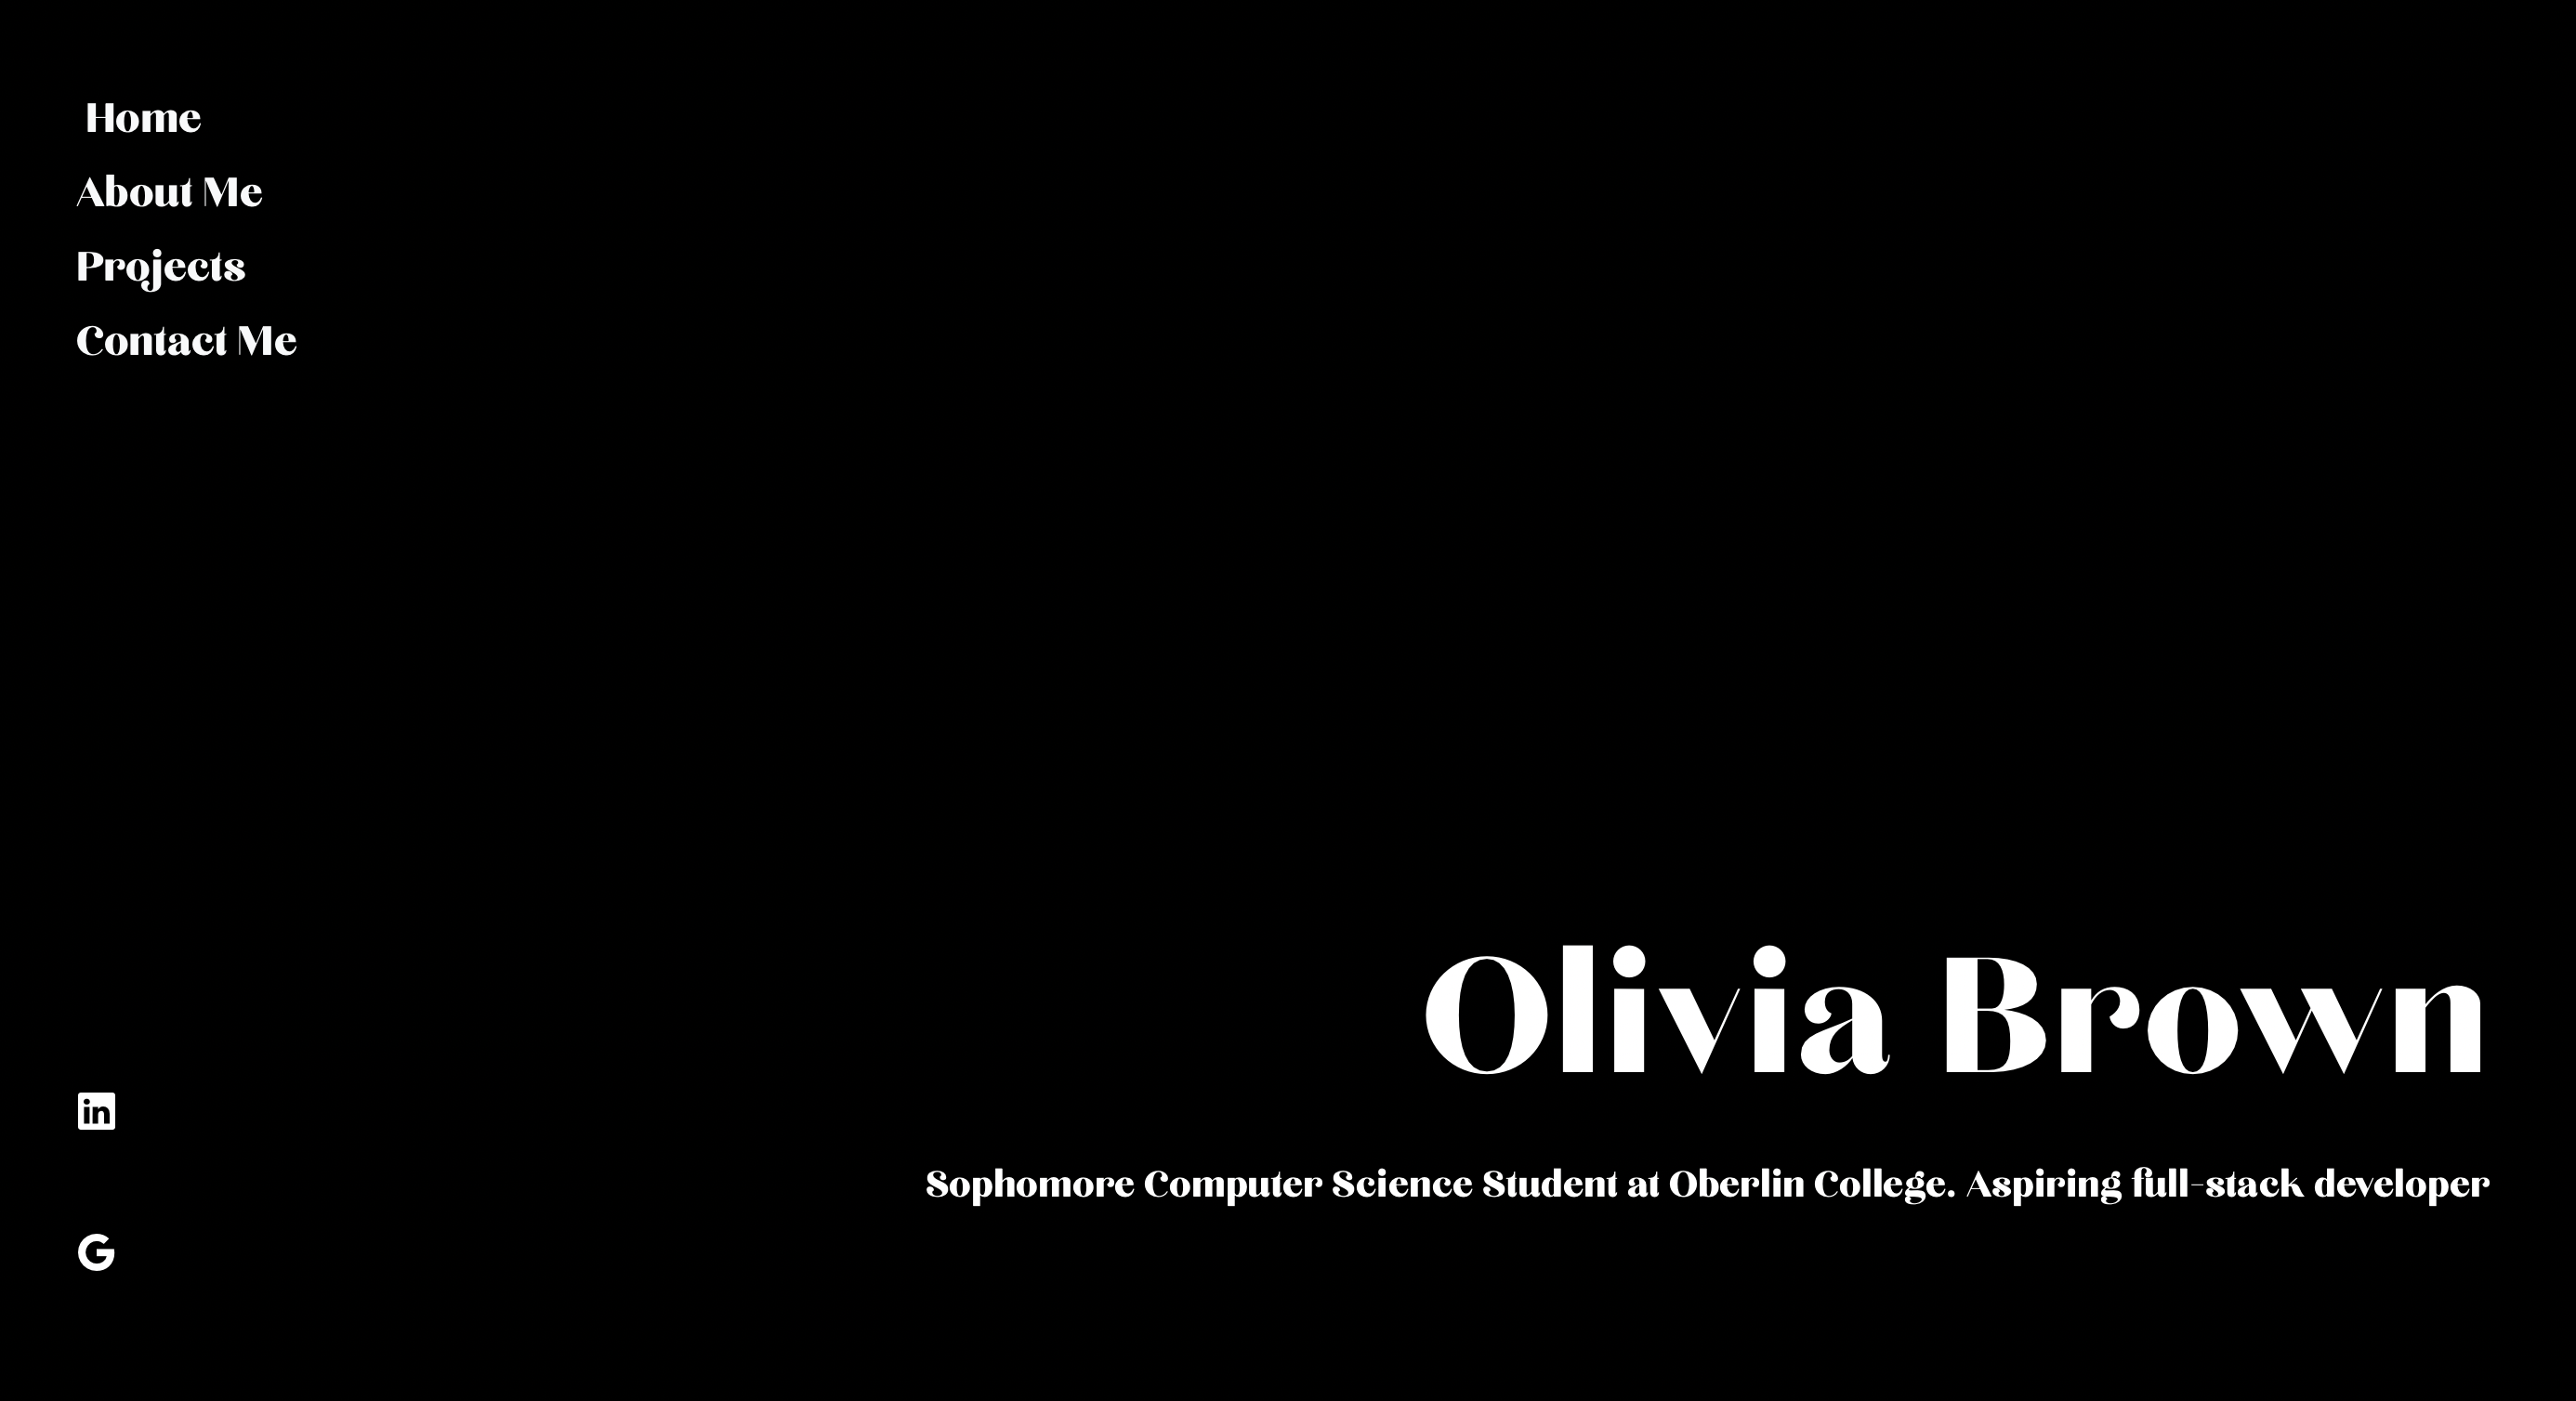 Home
About Me
Projects
Contact Me
Olivia Brown
in
Sophomore Computer Science Student at Oberlin College. Aspiring full-stack developer
G